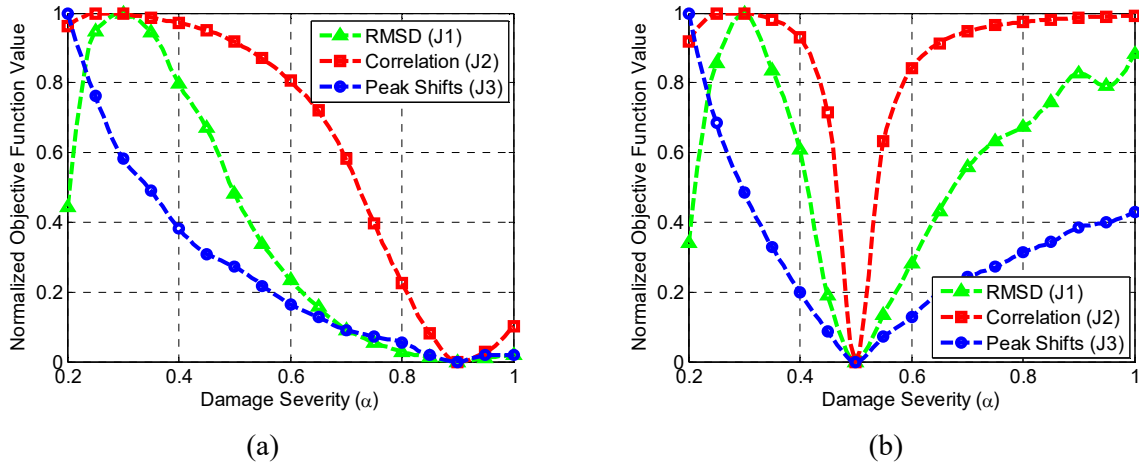 Normalized Objective Function Value
1
0.8
0.6
0.4
0.2
0
0.2
0.4
0.6
0.8
1
Damage Severity (α)
RMSD (J1)
Correlation (J2)
Peak Shifts (J3)
(a)
Normalized Objective Function Value
1
0.8
0.6
0.4
0.2
0
0.2
0.4
0.6
0.8
1
Damage Severity (α)
RMSD (J1)
Correlation (J2)
Peak Shifts (J3)
(b)